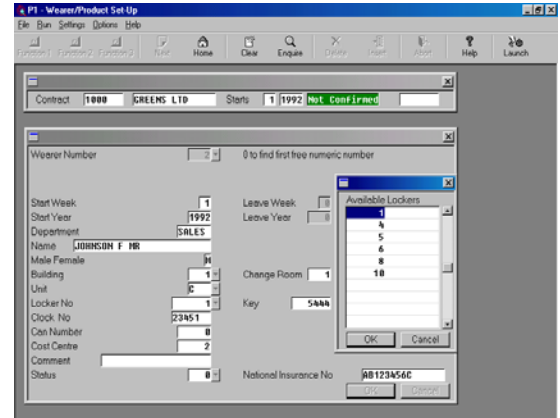 P1 - Wearer/Product Set-Up
File Run Settings Options Help
Function 1 Function 2 Function 3 Next Home Clear Enquire Delete Insert Abort Help Launch
Contract 1000 GREENS LTD Starts 1 1992 Not Confirmed
Wearer Number 2 0 to find first free numeric number
Start Week 1 Leave Week 0
Start Year 1992 Leave Year 0
Department SALES
Name JOHNSON F MR
Male Female M
Building 1 Change Room 1
Unit C
Locker No 1 Key 5444
Clock No 23451
Can Number 0
Cost Centre 2
Comment
Status 0 National Insurance No AB123456C
OK Cancel
Available Lockers
1
4
5
6
8
10
OK Cancel